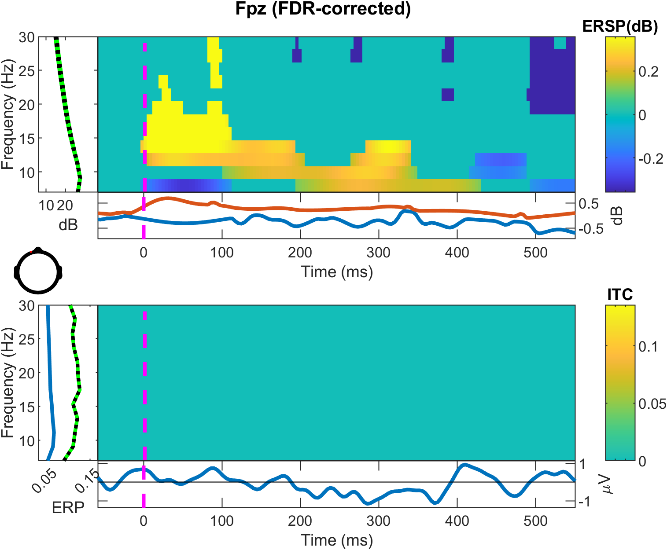 Fpz (FDR-corrected)
ERSP(dB)
30
25
20
15
10
Frequency (Hz)
0.2
0
-0.2
10 20
dB
0.5
-0.5
dB
0 100 200 300 400 500
Time (ms)
ITC
30
20
10
Frequency (Hz)
0.1
0.05
0
0.05 0.15
ERP
1
-1
μV
0 100 200 300 400 500
Time (ms)